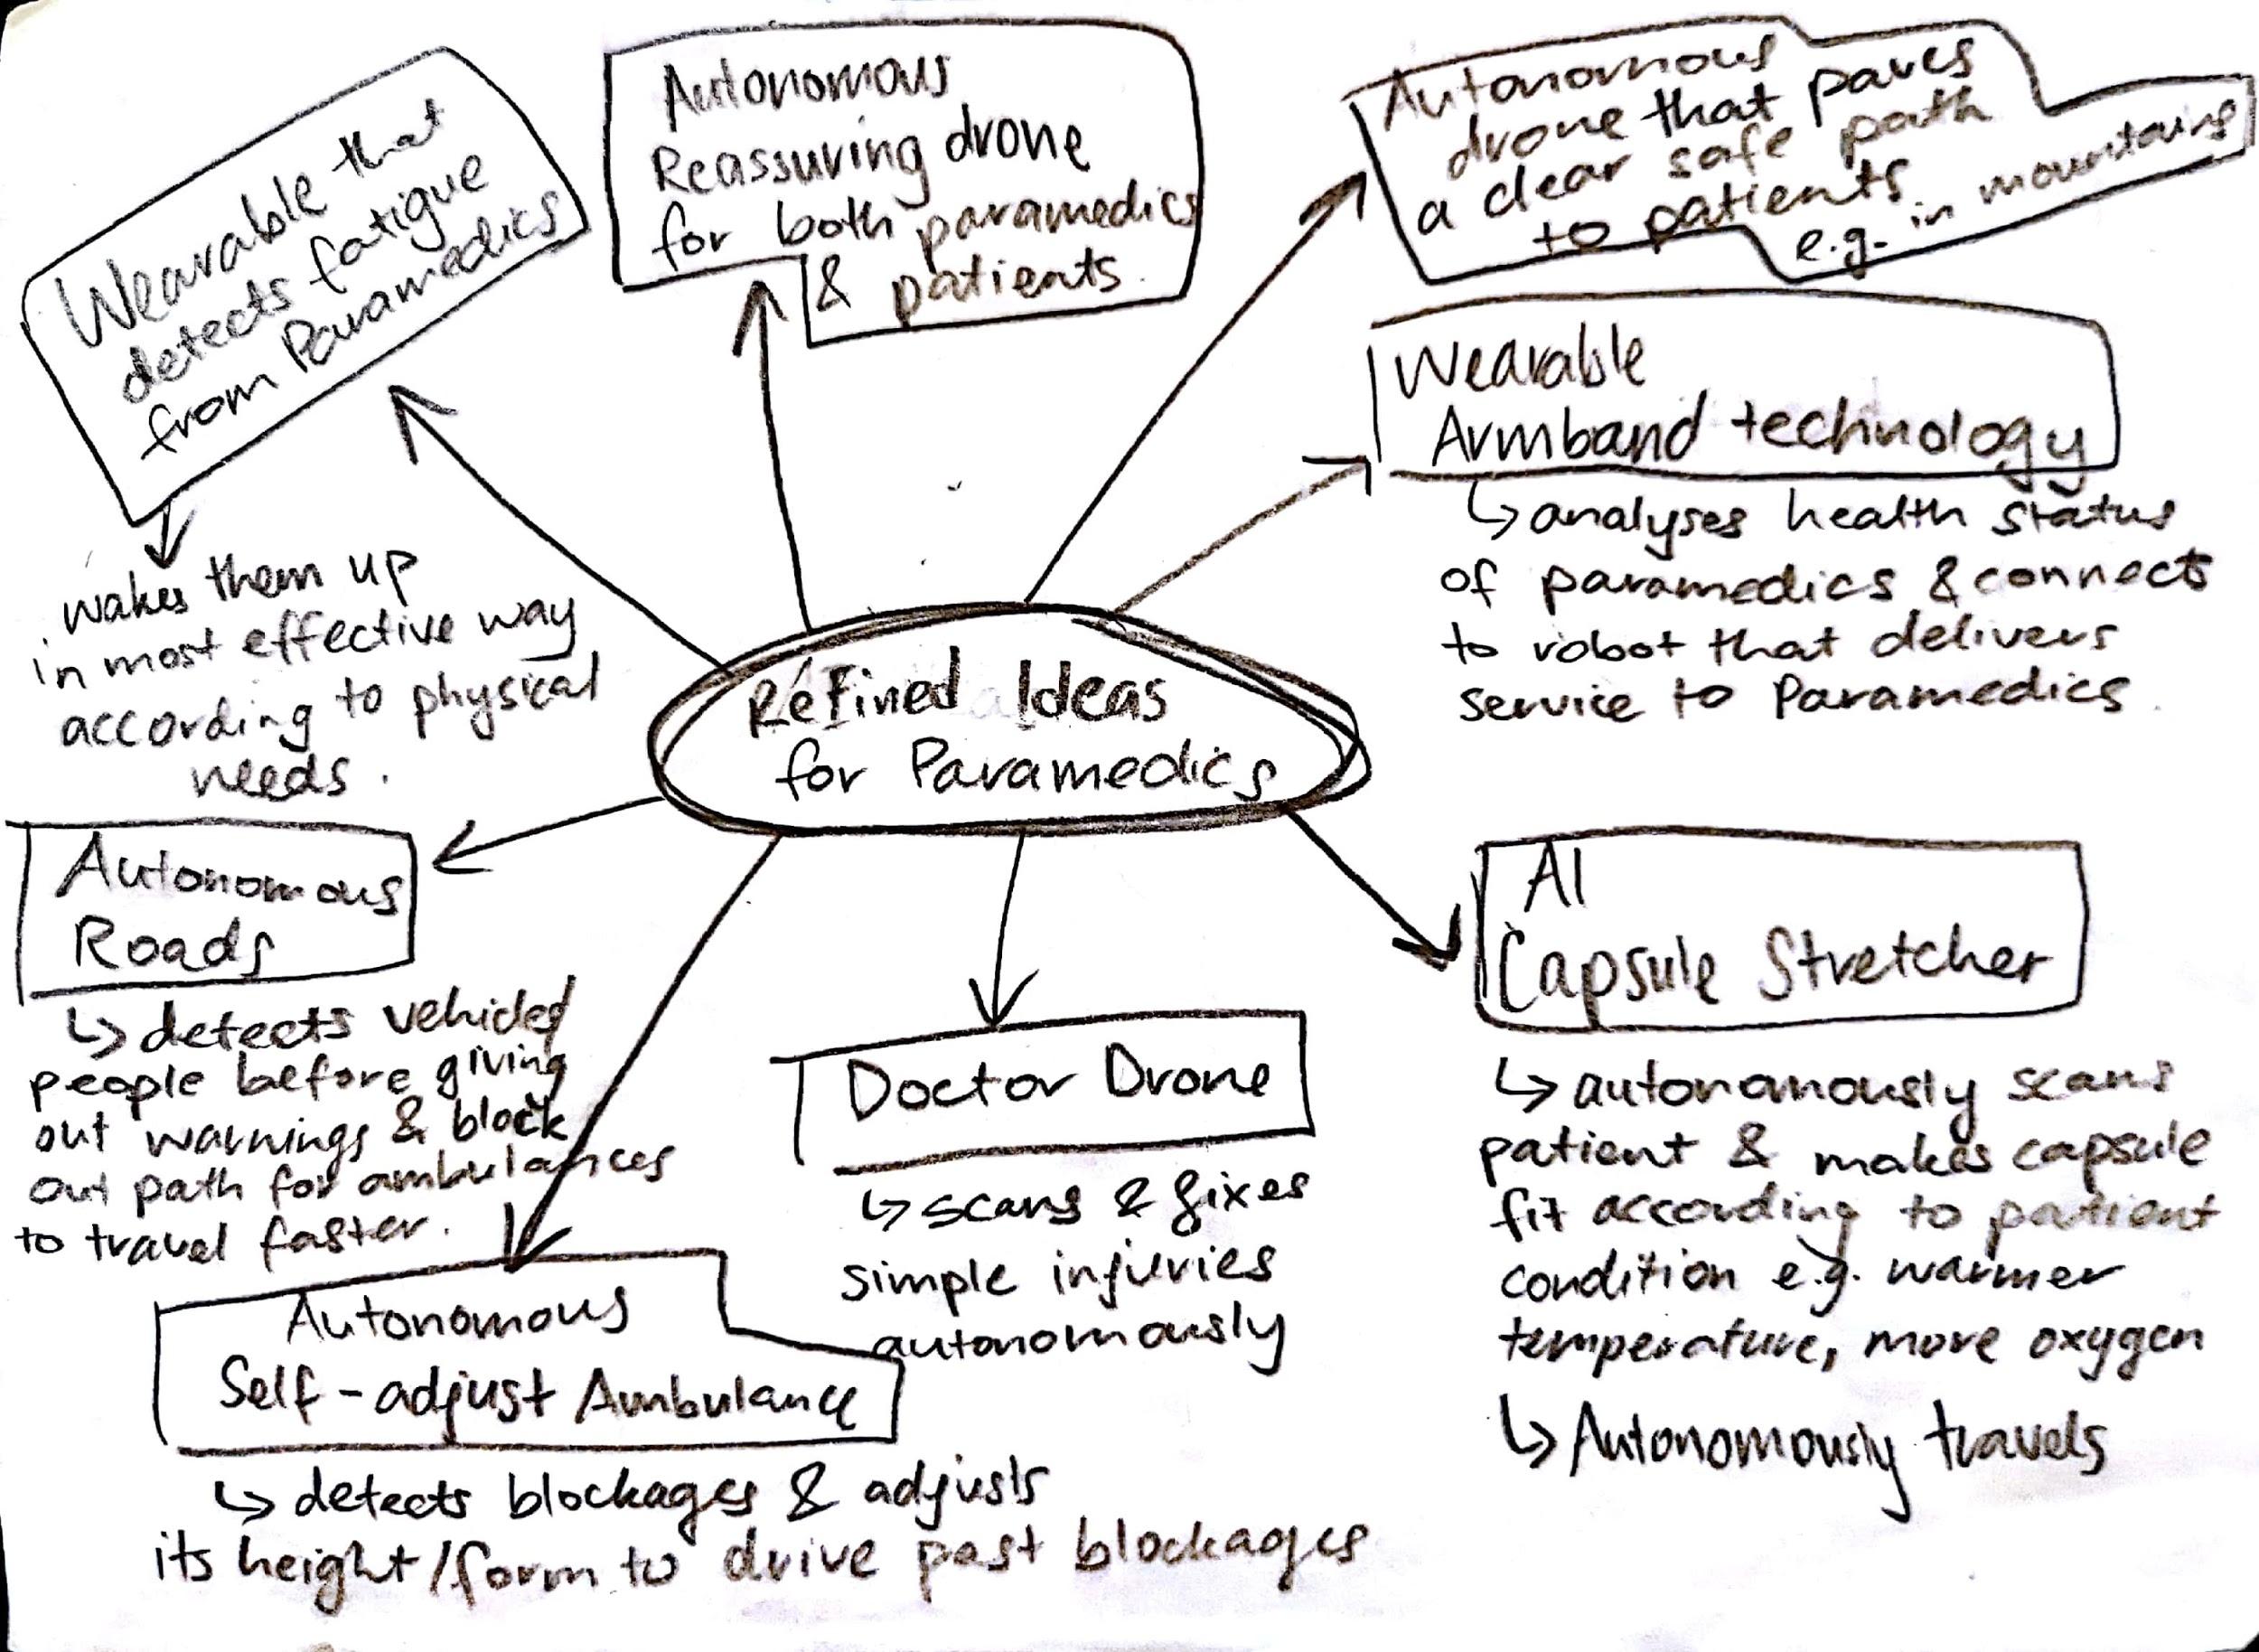 Wearable that
detects fatigue
from Paramedics
wakes them up
in most effective way
according to physical
needs.
Autonomous
Reassuring drone
for both paramedics
& patients.
Autonomous
drone that paves
a clear safe path
to patients
e.g. in mountains
Wearable
Armband technology
↳ analyses health status
of paramedics & connects
to robot that delivers
service to Paramedics.
Refined Ideas
for Paramedics
Autonomous
Roads
↳ detects vehicles
people before giving
out warnings & block
out path for ambulances
to travel faster.
Autonomous
Self-adjust Ambulance
↳ detects blockages & adjusts
its height/form to drive past blockages
Doctor Drone
↳ scans & fixes
simple injuries
autonomously
AI
Capsule Stretcher
↳ autonomously scans
patient & makes capsule
fit according to patient
condition e.g. warmer
temperature, more oxygen
↳ Autonomously travels